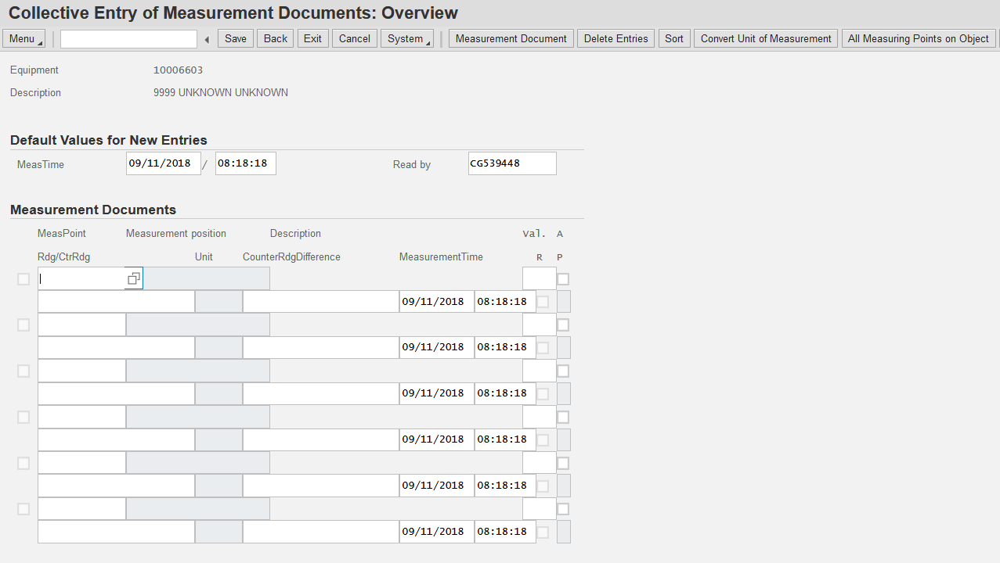 Collective Entry of Measurement Documents: Overview
Menu Save Back Exit Cancel System Measurement Document Delete Entries Sort Convert Unit of Measurement All Measuring Points on Object
Equipment 10006603
Description 9999 UNKNOWN UNKNOWN
Default Values for New Entries
MeasTime 09/11/2018 / 08:18:18 Read by CG539448
Measurement Documents
MeasPoint Measurement position Description Val. A
Rdg/CtrRdg Unit CounterRdgDifference MeasurementTime R P
09/11/2018 08:18:18
09/11/2018 08:18:18
09/11/2018 08:18:18
09/11/2018 08:18:18
09/11/2018 08:18:18
09/11/2018 08:18:18